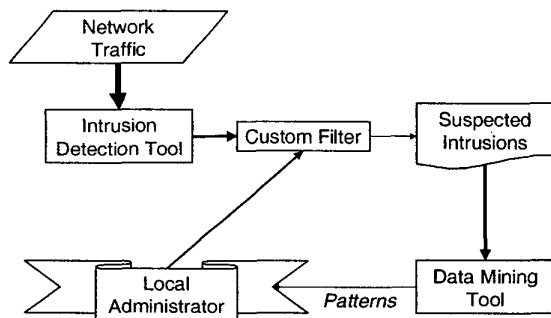 Network
Traffic
Intrusion
Detection Tool
Custom Filter
Suspected
Intrusions
Local
Administrator
Patterns
Data Mining
Tool